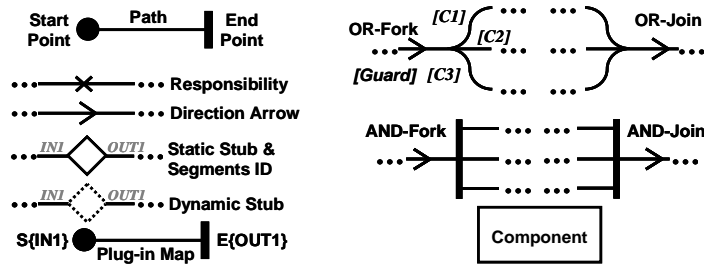 Start Point
Path
End Point
••• Responsibility
••• Direction Arrow
IN1 OUT1 Static Stub & Segments ID
IN1 OUT1 Dynamic Stub
S{IN1} Plug-in Map E{OUT1}
OR-Fork
[Guard]
[C1]
[C2]
[C3]
OR-Join
AND-Fork
AND-Join
Component